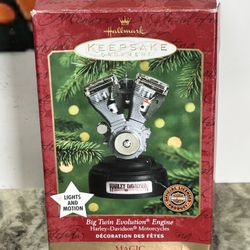 Hallmark
KEEPSAKE
ORNAMENT
LIGHTS
AND
MOTION
HARLEY-DAVIDSON
Big Twin Evolution® Engine
Harley-Davidson® Motorcycles
DÉCORATION DES FÊTES
MAGIC